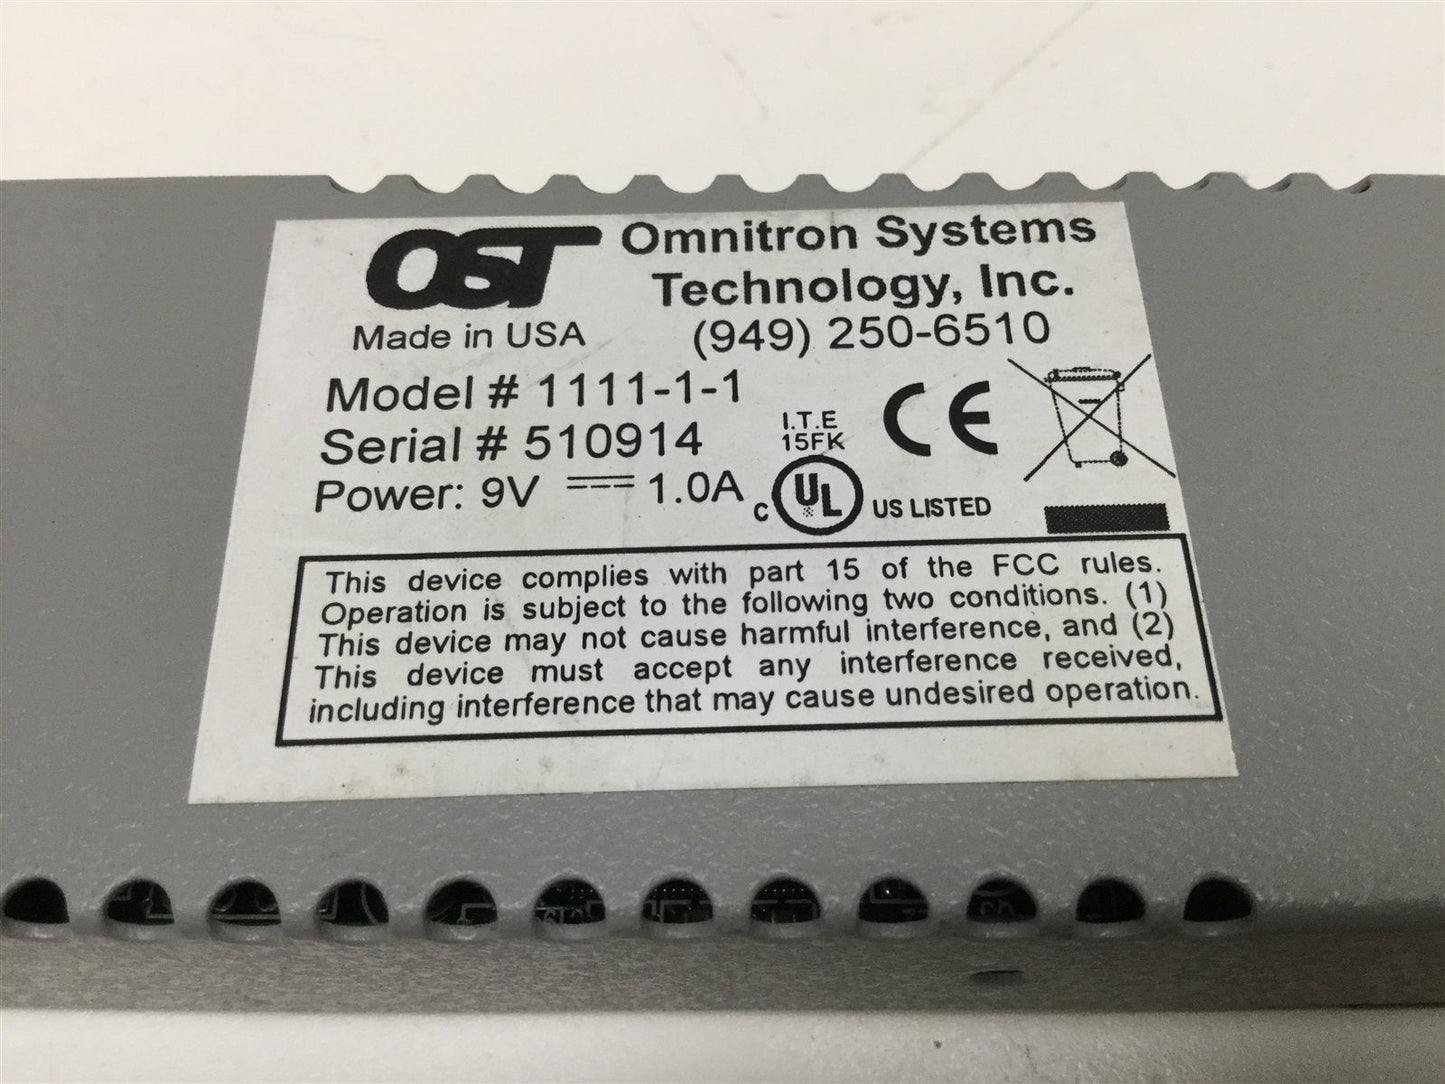 OST Omnitron Systems
Technology, Inc.
Made in USA (949) 250-6510
Model # 1111-1-1
Serial # 510914
Power: 9V 1.0A
I.T.E
15FK
CE
C UL US LISTED
This device complies with part 15 of the FCC rules.
Operation is subject to the following two conditions. (1)
This device may not cause harmful interference, and (2)
This device must accept any interference received,
including interference that may cause undesired operation.